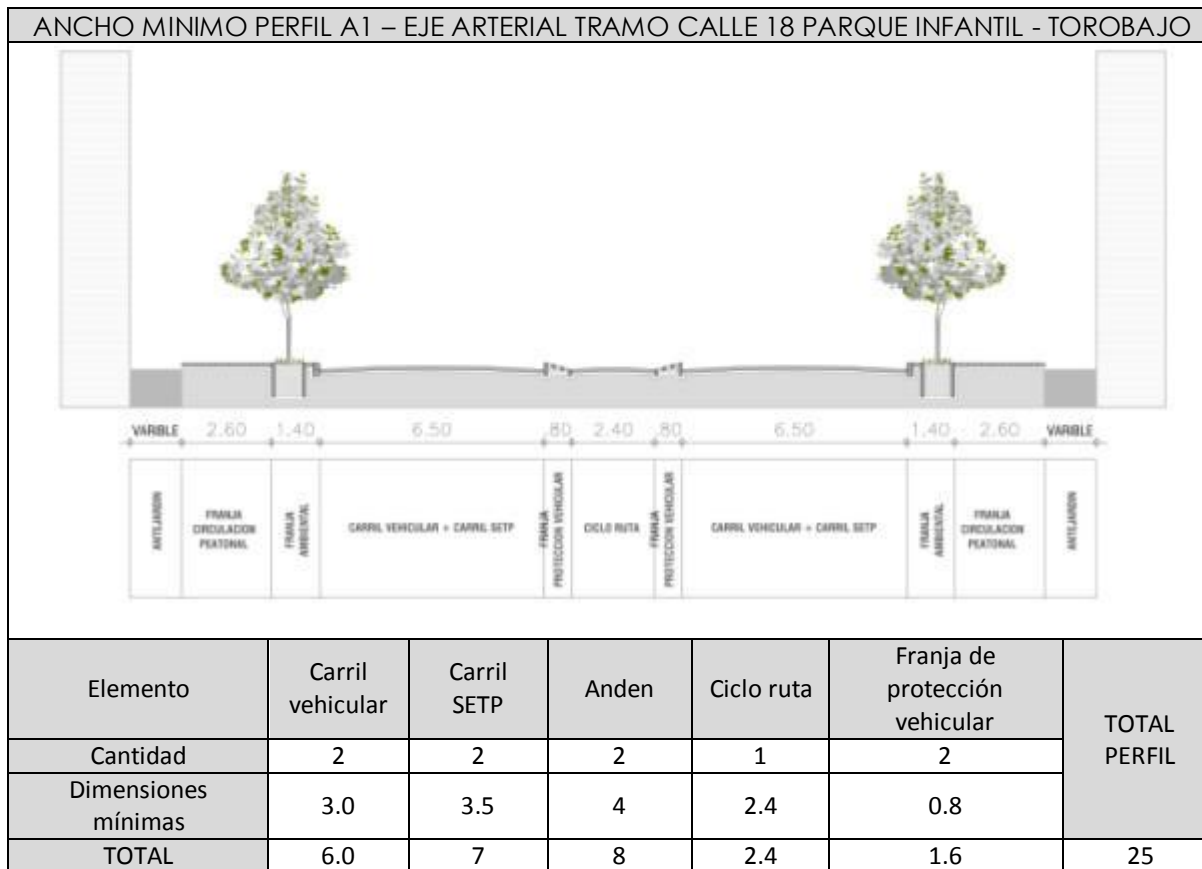 ANCHO MINIMO PERFIL A1 – EJE ARTERIAL TRAMO CALLE 18 PARQUE INFANTIL - TOROBAJO
VARIBLE 2.60 1.40 6.50 .80 2.40 .80 6.50 1.40 2.60 VARIBLE
ANTEJARDIN
FRANJA
CIRCULACION
PEATONAL
FRANJA
AMBIENTAL
CARRIL VEHICULAR + CARRIL SETP
FRANJA
PROTECCION VEHICULAR
CICLO RUTA
FRANJA
PROTECCION VEHICULAR
CARRIL VEHICULAR + CARRIL SETP
FRANJA
AMBIENTAL
FRANJA
CIRCULACION
PEATONAL
ANTEJARDIN
Elemento
Carril
vehicular
Carril
SETP
Anden
Ciclo ruta
Franja de
protección
vehicular
TOTAL
PERFIL
Cantidad 2 2 2 1 2
Dimensiones
mínimas
3.0 3.5 4 2.4 0.8
TOTAL 6.0 7 8 2.4 1.6 25